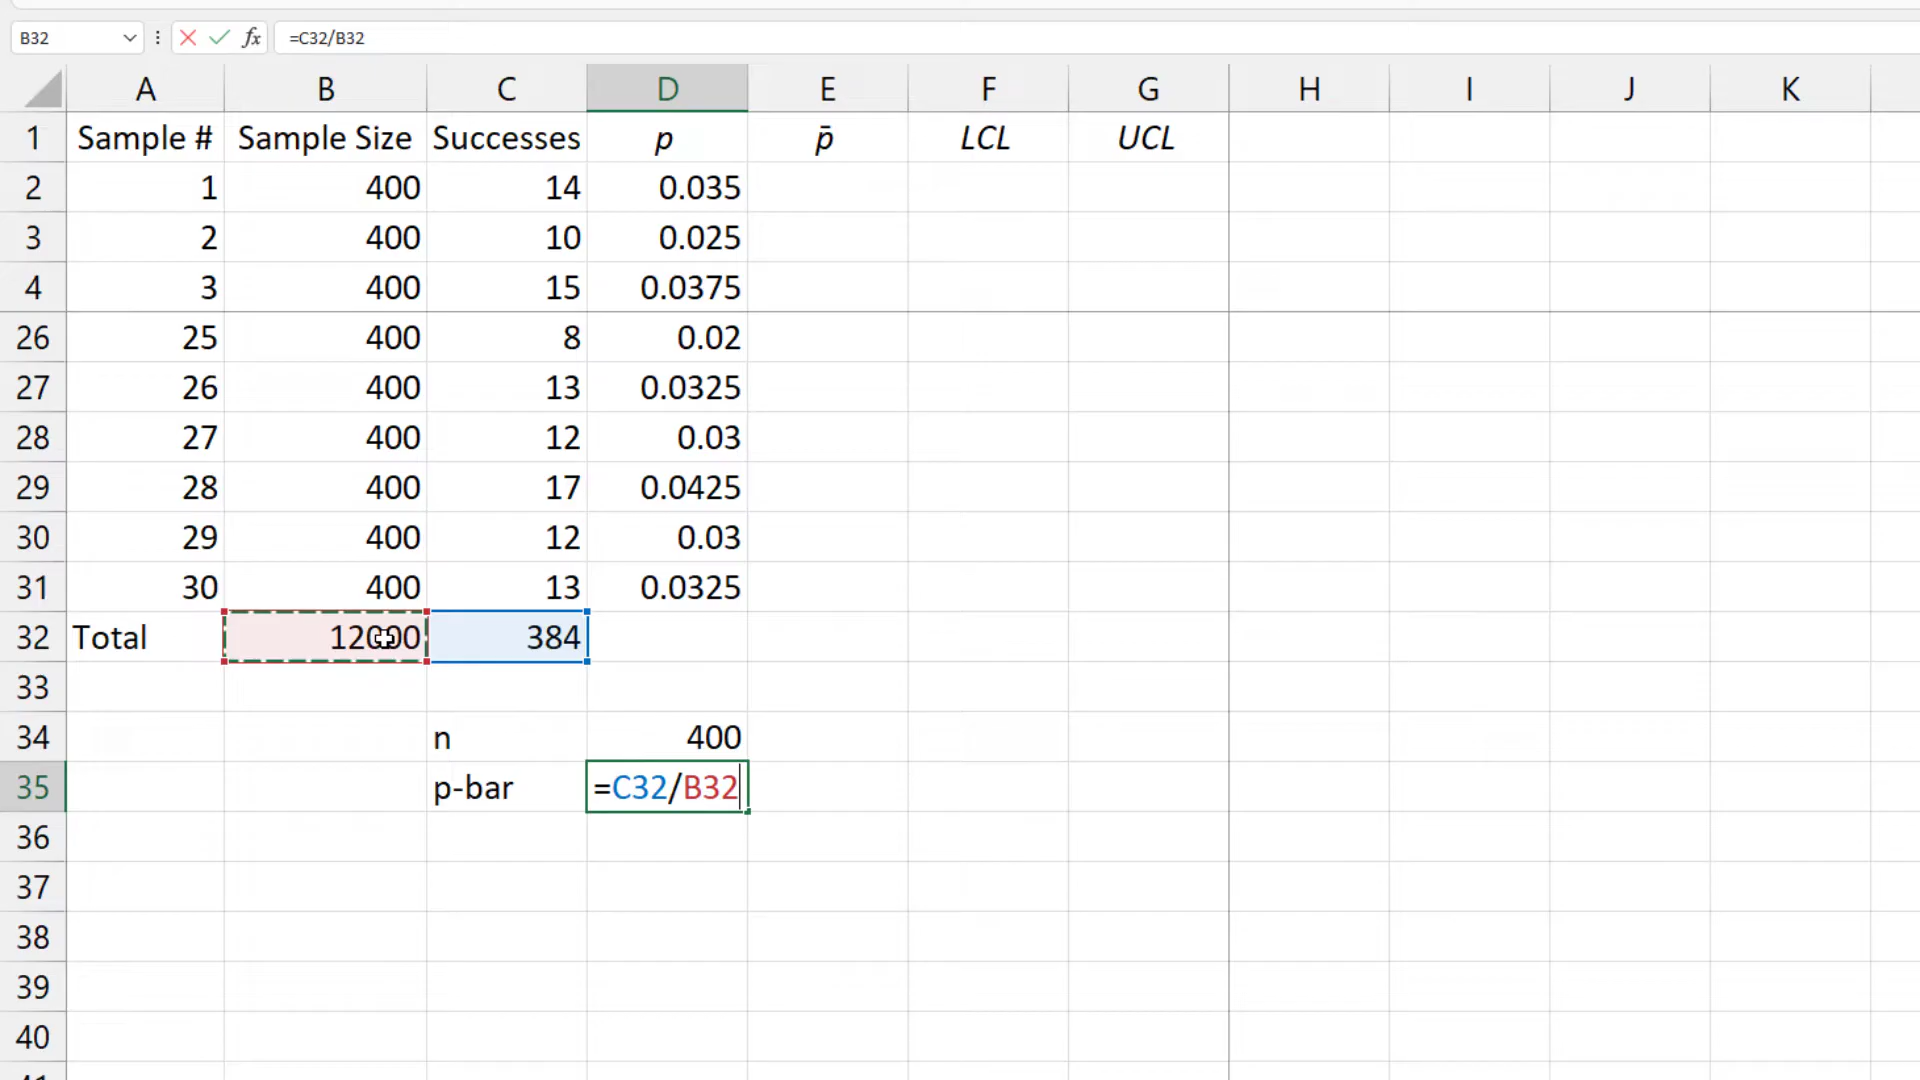 B32 fx =C32/B32
A B C D E F G H I J K
1 Sample # Sample Size Successes p p̄ LCL UCL
2 1 400 14 0.035
3 2 400 10 0.025
4 3 400 15 0.0375
26 25 400 8 0.02
27 26 400 13 0.0325
28 27 400 12 0.03
29 28 400 17 0.0425
30 29 400 12 0.03
31 30 400 13 0.0325
32 Total 12000 384
33
34 n 400
35 p-bar =C32/B32
36
37
38
39
40